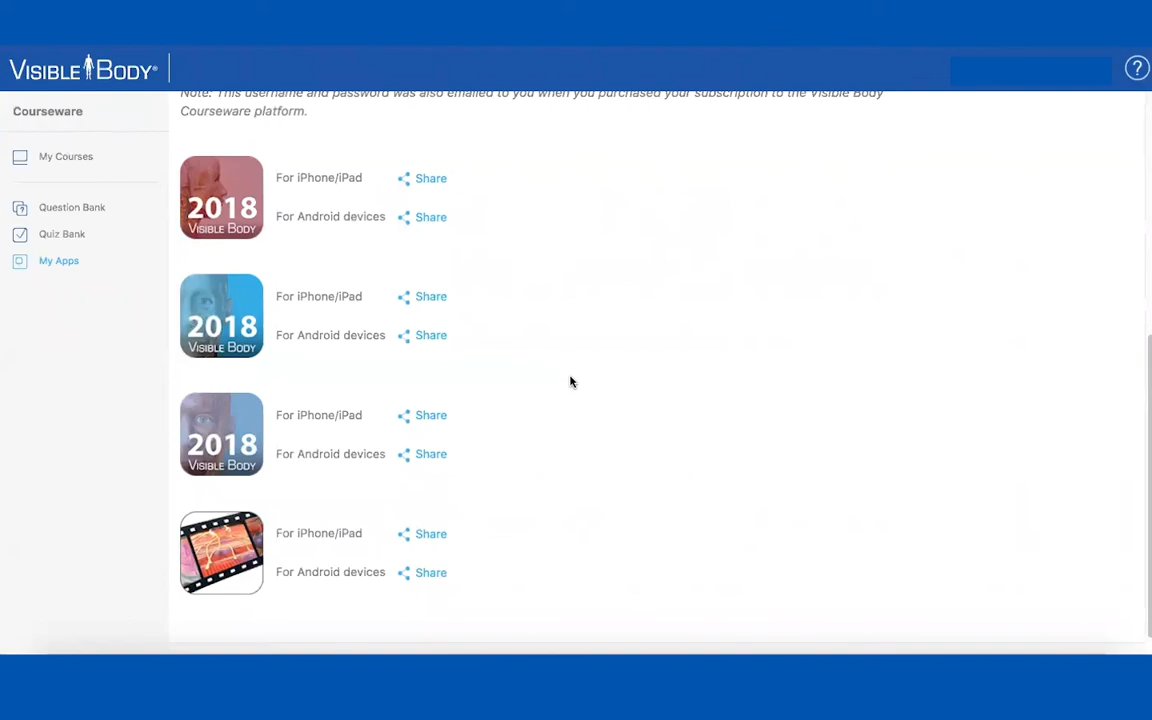 VISIBLE BODY®
?
Courseware
My Courses
Question Bank
Quiz Bank
My Apps
Note: This username and password was also emailed to you when you purchased your subscription to the Visible Body
Courseware platform.
2018
VISIBLE BODY
For iPhone/iPad Share
For Android devices Share
2018
VISIBLE BODY
For iPhone/iPad Share
For Android devices Share
2018
VISIBLE BODY
For iPhone/iPad Share
For Android devices Share
For iPhone/iPad Share
For Android devices Share